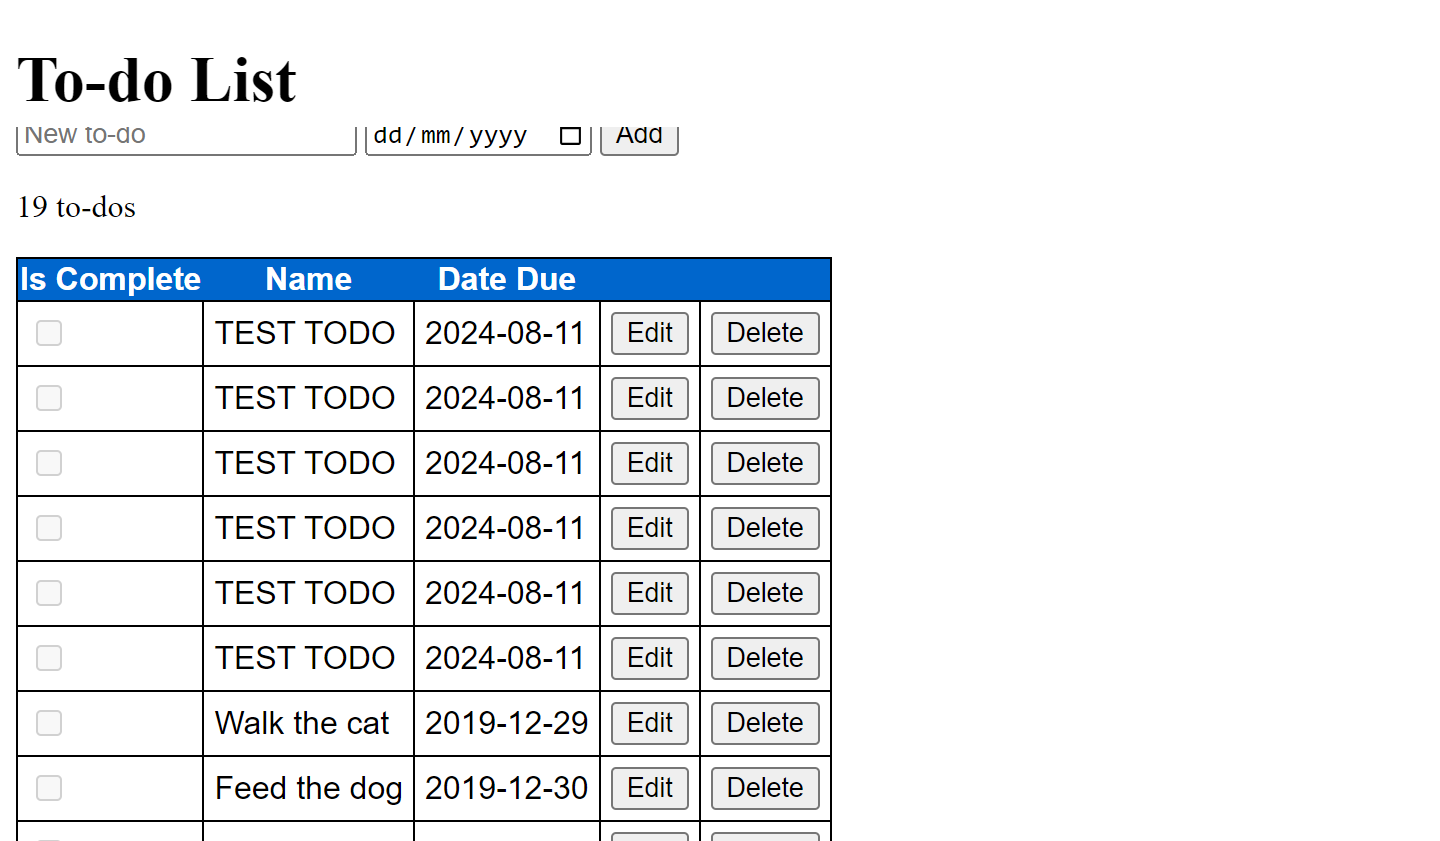 To-do List
New to-do dd/mm/yyyy Add
19 to-dos
Is Complete Name Date Due
TEST TODO 2024-08-11 Edit Delete
TEST TODO 2024-08-11 Edit Delete
TEST TODO 2024-08-11 Edit Delete
TEST TODO 2024-08-11 Edit Delete
TEST TODO 2024-08-11 Edit Delete
TEST TODO 2024-08-11 Edit Delete
Walk the cat 2019-12-29 Edit Delete
Feed the dog 2019-12-30 Edit Delete